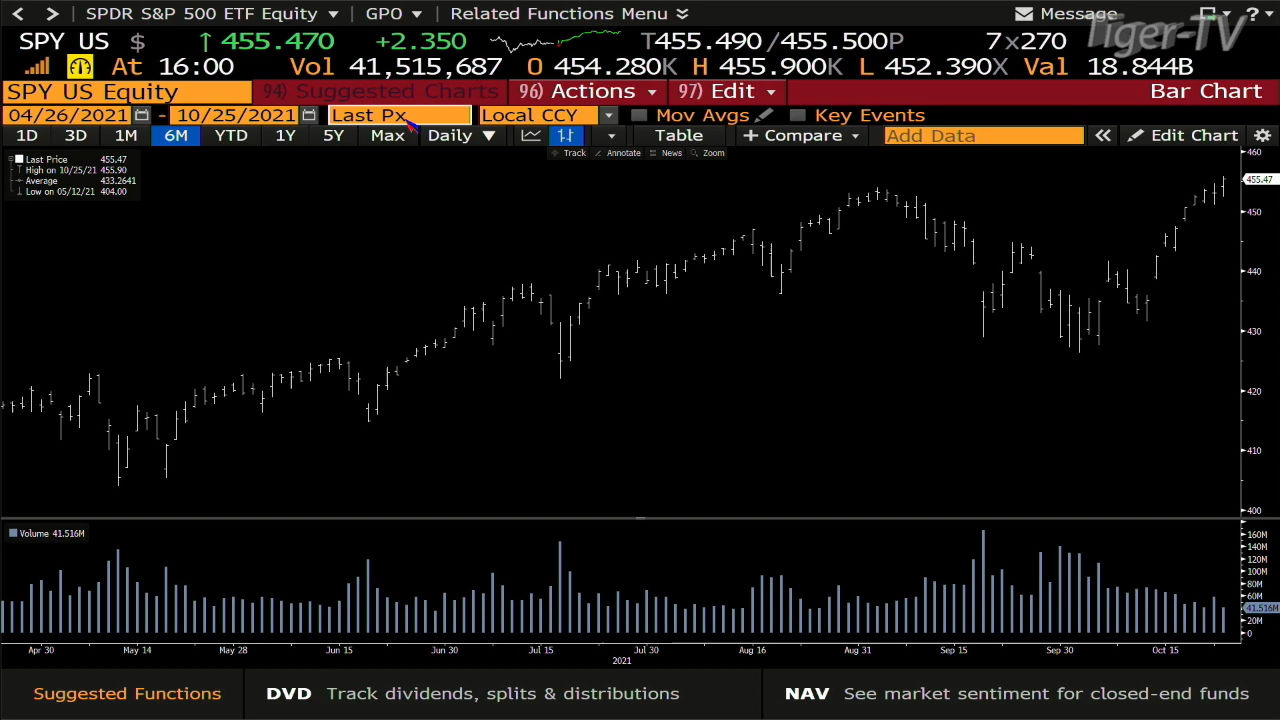 SPDR S&P 500 ETF Equity GPO Related Functions Menu Message ?
Tiger-TV
SPY US $ 455.470 +2.350 T455.490/455.500P 7x270
At 16:00 Vol 41,515,687 O 454.280K H 455.900K L 452.390X Val 18.844B
SPY US Equity 94) Suggested Charts 96) Actions 97) Edit Bar Chart
04/26/2021 - 10/25/2021 Last Px Local CCY Mov Avgs Key Events
1D 3D 1M 6M YTD 1Y 5Y Max Daily Table + Compare Add Data Edit Chart
Track Annotate News Zoom
Last Price 455.47
High on 10/25/21 455.90
Average 433.2641
Low on 05/12/21 404.00
460
455.47
450
440
430
420
410
400
Volume 41.516M
160M
140M
120M
100M
80M
60M
41.516M
20M
0
Apr 30 May 14 May 28 Jun 15 Jun 30 Jul 15 Jul 30 Aug 16 Aug 31 Sep 15 Sep 30 Oct 15
2021
Suggested Functions DVD Track dividends, splits & distributions NAV See market sentiment for closed-end funds